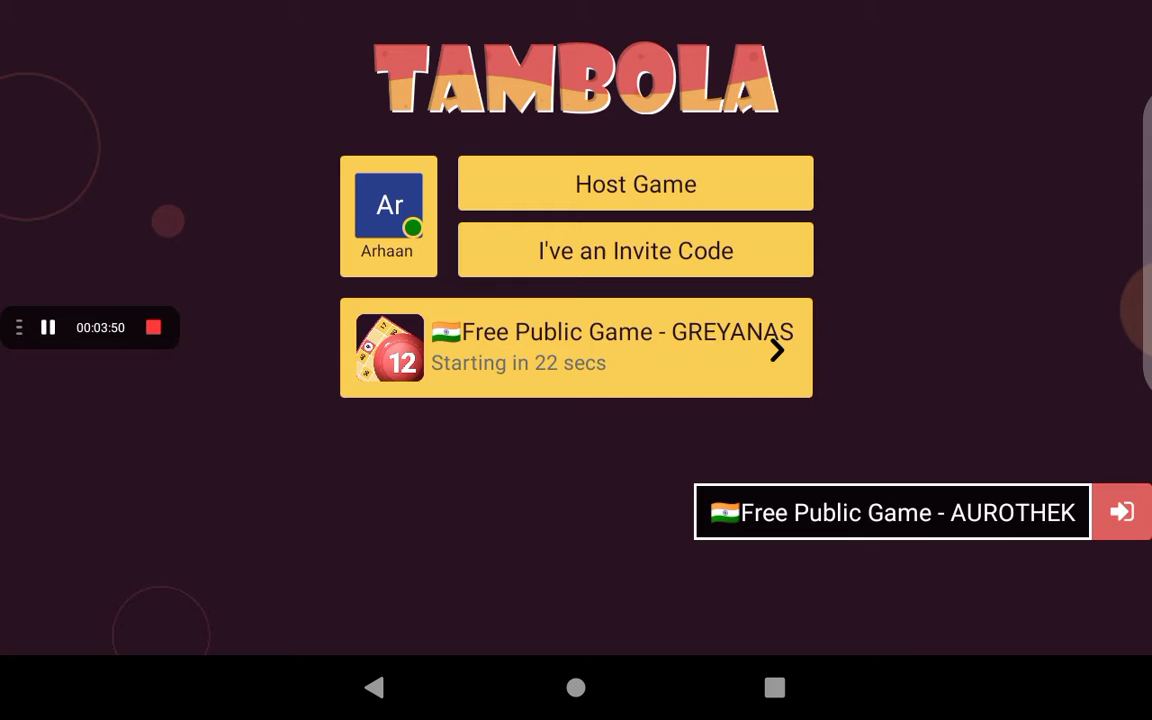 TAMBOLA
Host Game
Ar
Arhaan
I've an Invite Code
🇮🇳Free Public Game - GREYANAS
Starting in 22 secs
12
00:03:50
🇮🇳Free Public Game - AUROTHEK